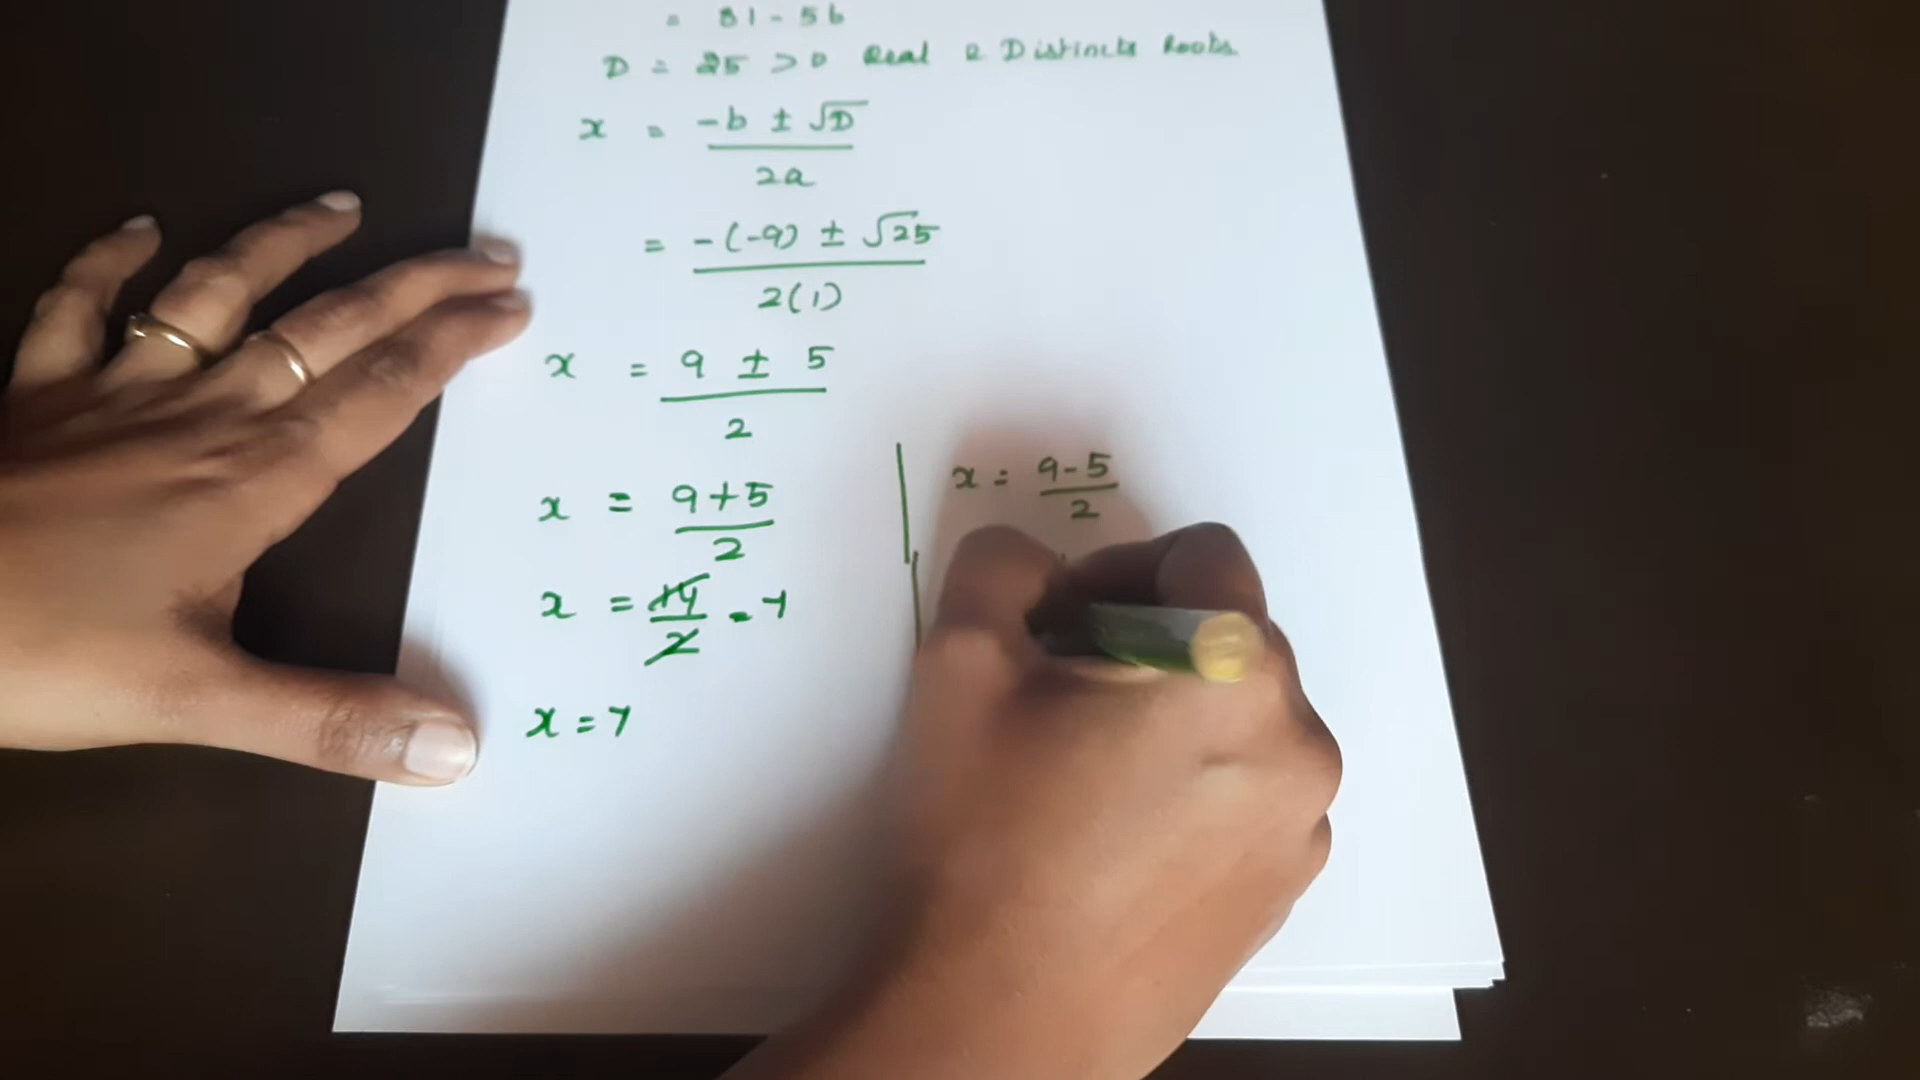 = 81 - 56
D = 25 > 0 Real & Distincts Roots
x = -b ± √D / 2a
= -(-9) ± √25 / 2(1)
x = 9 ± 5 / 2
x = 9+5 / 2
x = 14/2 = 7
x = 7
x = 9-5 / 2